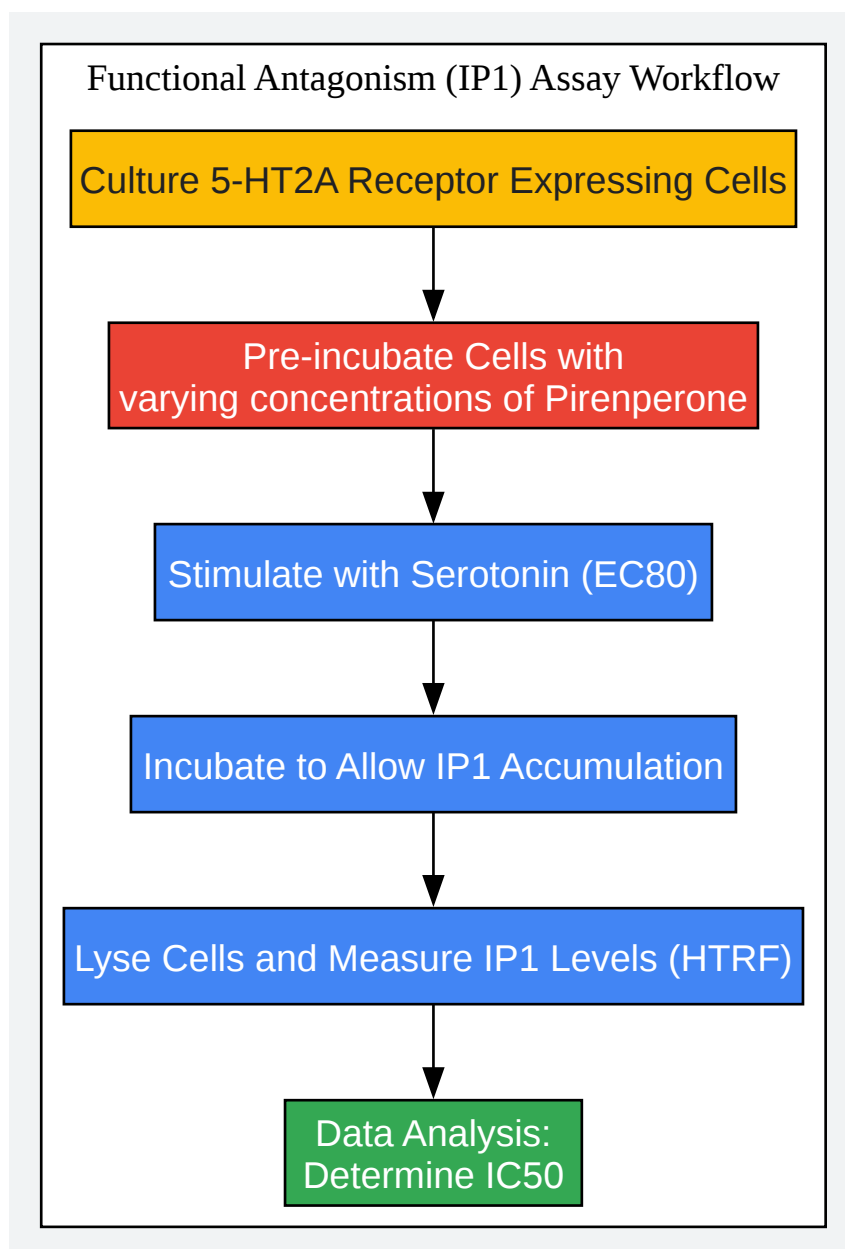 Functional Antagonism (IP1) Assay Workflow
Culture 5-HT2A Receptor Expressing Cells
Pre-incubate Cells with
varying concentrations of Pirenperone
Stimulate with Serotonin (EC80)
Incubate to Allow IP1 Accumulation
Lyse Cells and Measure IP1 Levels (HTRF)
Data Analysis:
Determine IC50